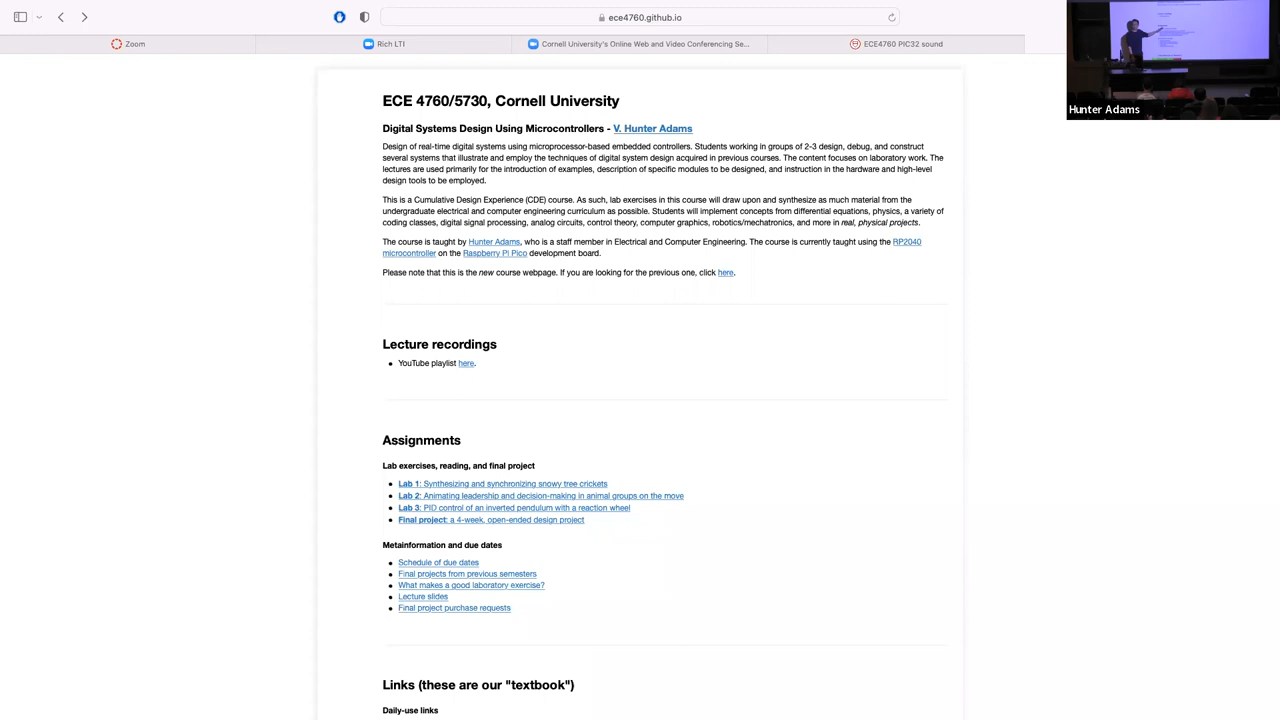 ece4760.github.io
Zoom
Rich LTI
Cornell University's Online Web and Video Conferencing Se...
ECE4760 PIC32 sound
Hunter Adams
ECE 4760/5730, Cornell University
Digital Systems Design Using Microcontrollers - V. Hunter Adams
Design of real-time digital systems using microprocessor-based embedded controllers. Students working in groups of 2-3 design, debug, and construct
several systems that illustrate and employ the techniques of digital system design acquired in previous courses. The content focuses on laboratory work. The
lectures are used primarily for the introduction of examples, description of specific modules to be designed, and instruction in the hardware and high-level
design tools to be employed.
This is a Cumulative Design Experience (CDE) course. As such, lab exercises in this course will draw upon and synthesize as much material from the
undergraduate electrical and computer engineering curriculum as possible. Students will implement concepts from differential equations, physics, a variety of
coding classes, digital signal processing, analog circuits, control theory, computer graphics, robotics/mechatronics, and more in real, physical projects.
The course is taught by Hunter Adams, who is a staff member in Electrical and Computer Engineering. The course is currently taught using the RP2040
microcontroller on the Raspberry Pi Pico development board.
Please note that this is the new course webpage. If you are looking for the previous one, click here.
Lecture recordings
• YouTube playlist here.
Assignments
Lab exercises, reading, and final project
• Lab 1: Synthesizing and synchronizing snowy tree crickets
• Lab 2: Animating leadership and decision-making in animal groups on the move
• Lab 3: PID control of an inverted pendulum with a reaction wheel
• Final project: a 4-week, open-ended design project
Metainformation and due dates
• Schedule of due dates
• Final projects from previous semesters
• What makes a good laboratory exercise?
• Lecture slides
• Final project purchase requests
Links (these are our "textbook")
Daily-use links